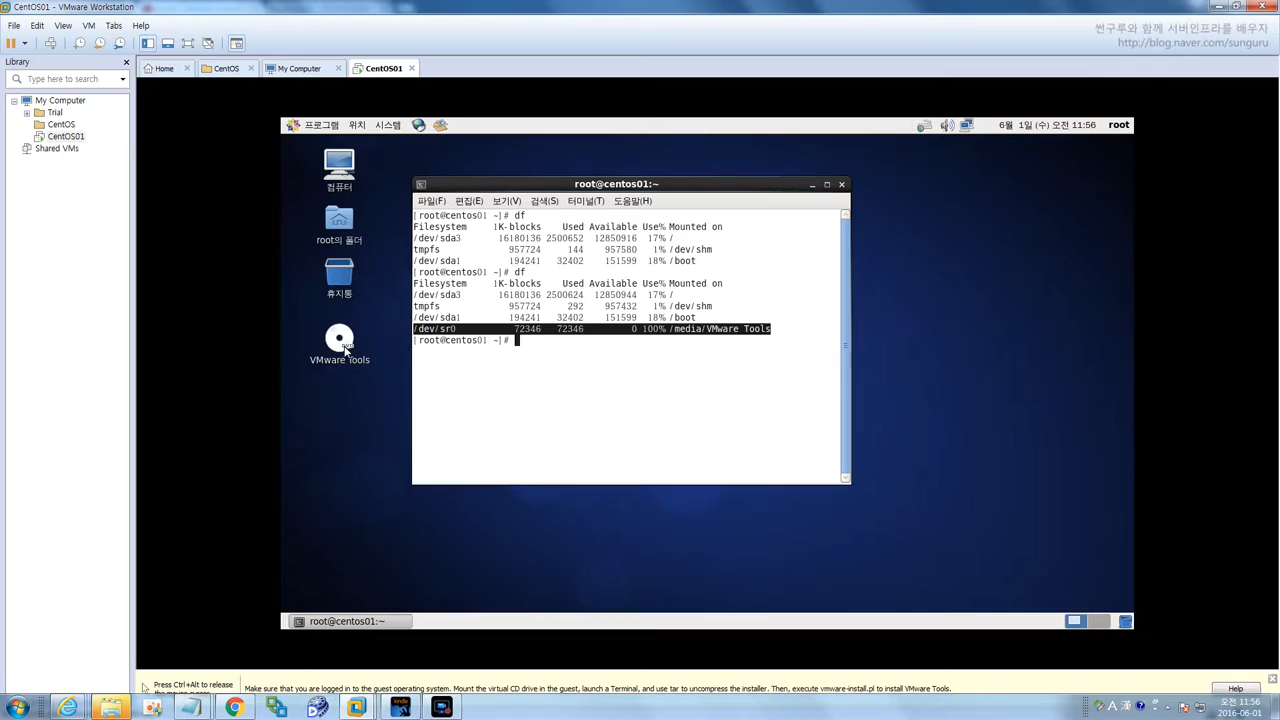 CentOS01 - VMware Workstation
File Edit View VM Tabs Help
썬구루와 함께 서버인프라를 배우자
http://blog.naver.com/sunguru
Library
Type here to search
My Computer
Trial
CentOS
CentOS01
Shared VMs
Home CentOS My Computer CentOS01
프로그램 위치 시스템
6월 1일 (수) 오전 11:56 root
컴퓨터
root의 폴더
휴지통
VMware Tools
root@centos01:~
파일(F) 편집(E) 보기(V) 검색(S) 터미널(T) 도움말(H)
[root@centos01 ~]# df
Filesystem 1K-blocks Used Available Use% Mounted on
/dev/sda3 16180136 2500652 12850916 17% /
tmpfs 957724 144 957580 1% /dev/shm
/dev/sda1 194241 32402 151599 18% /boot
[root@centos01 ~]# df
Filesystem 1K-blocks Used Available Use% Mounted on
/dev/sda3 16180136 2500624 12850944 17% /
tmpfs 957724 292 957432 1% /dev/shm
/dev/sda1 194241 32402 151599 18% /boot
/dev/sr0 72346 72346 0 100% /media/VMware Tools
[root@centos01 ~]#
root@centos01:~
Press Ctrl+Alt to release
Make sure that you are logged in to the guest operating system. Mount the virtual CD drive in the guest, launch a Terminal, and use tar to uncompress the installer. Then, execute vmware-install.pl to install VMware Tools.
Help
kindle
A 漢
오전 11:56
2016-06-01